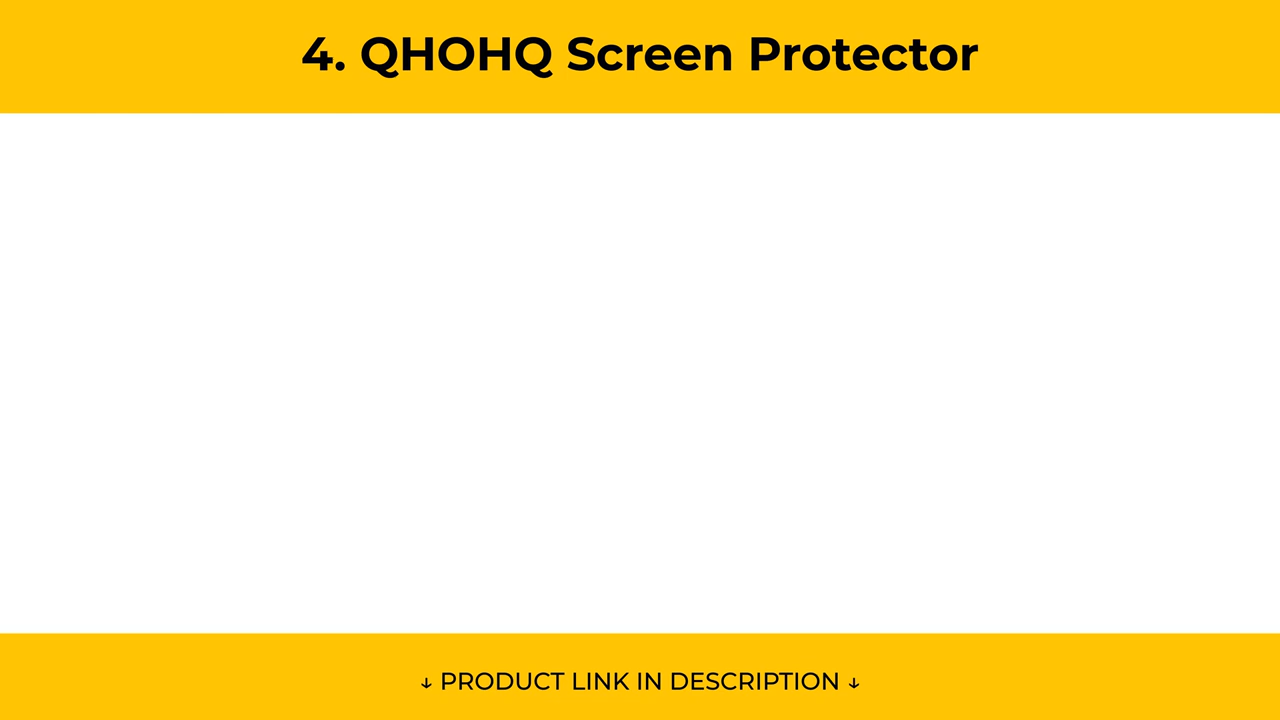 4. QHOHQ Screen Protector
↓ PRODUCT LINK IN DESCRIPTION ↓